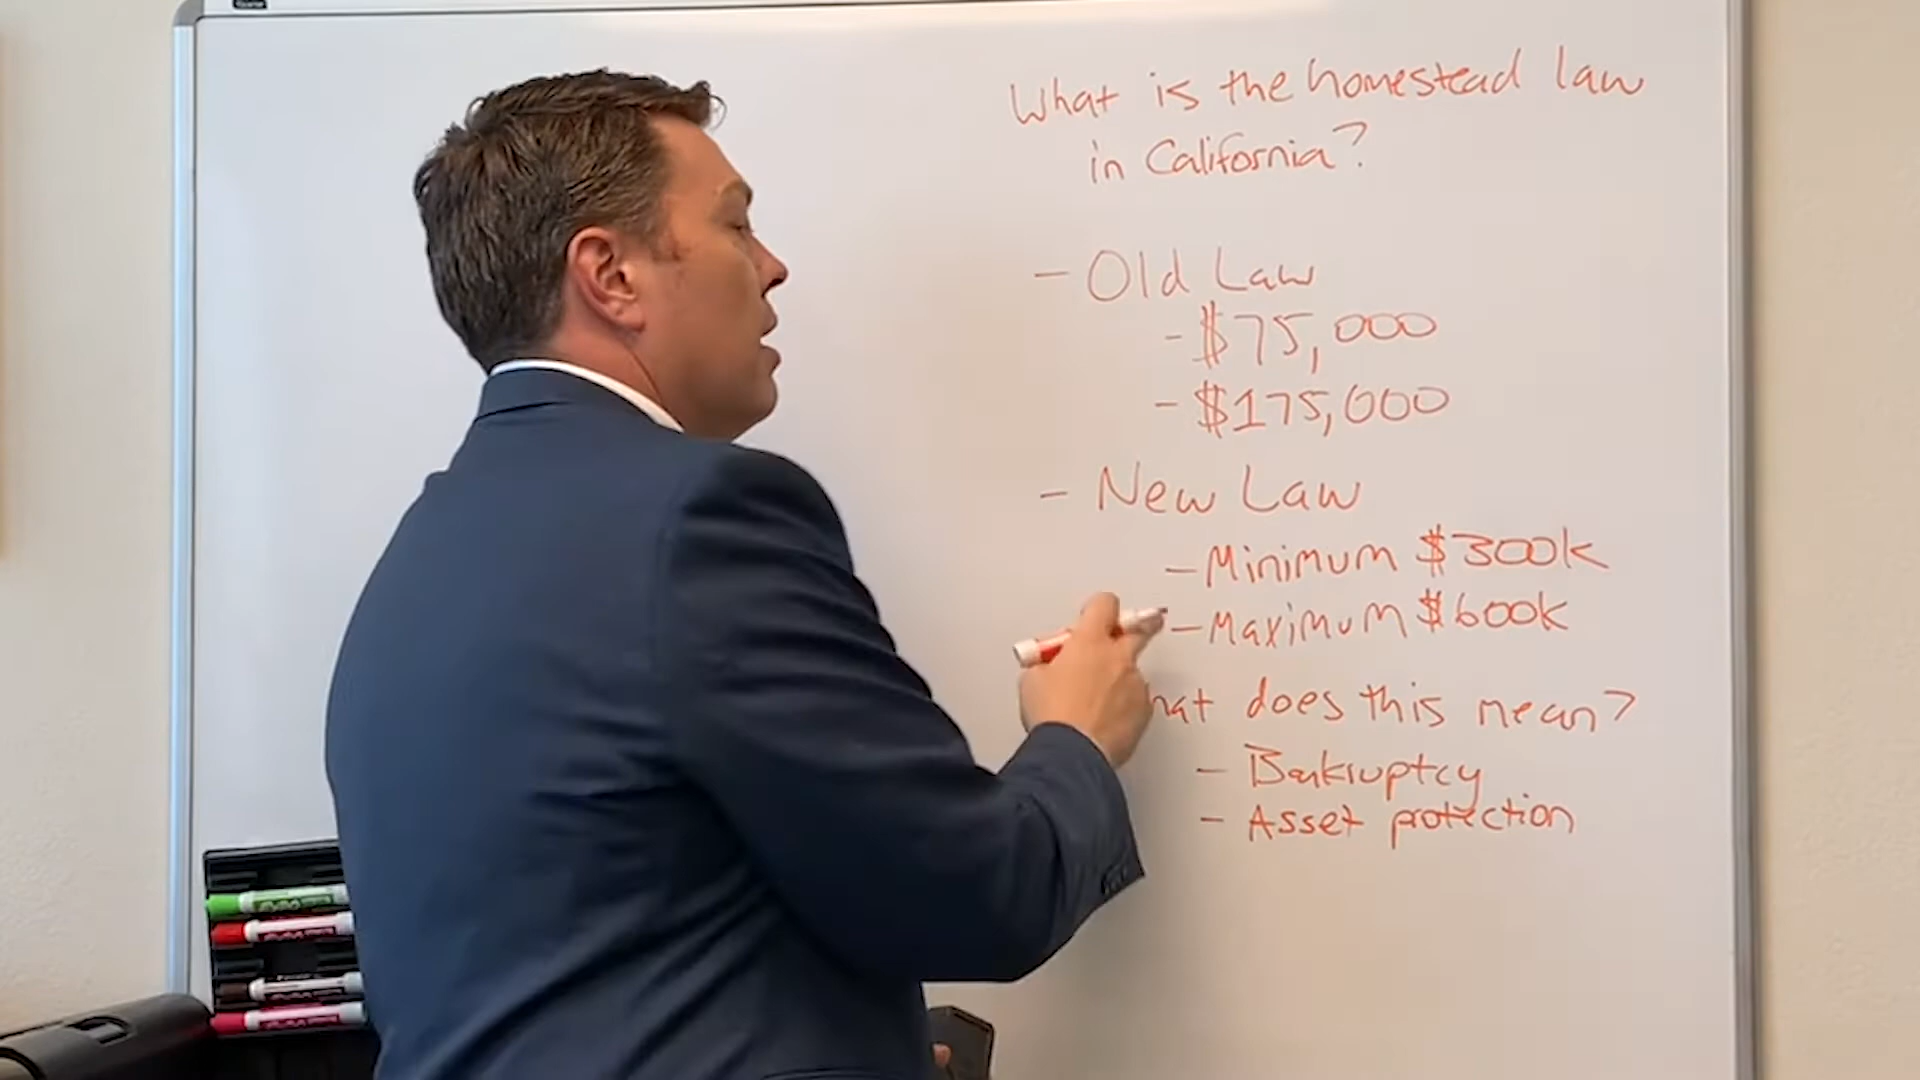 What is the homestead law
in California?
- Old Law
- $75,000
- $175,000
- New Law
- Minimum $300k
- Maximum $600k
does this mean?
- Bankruptcy
- Asset protection